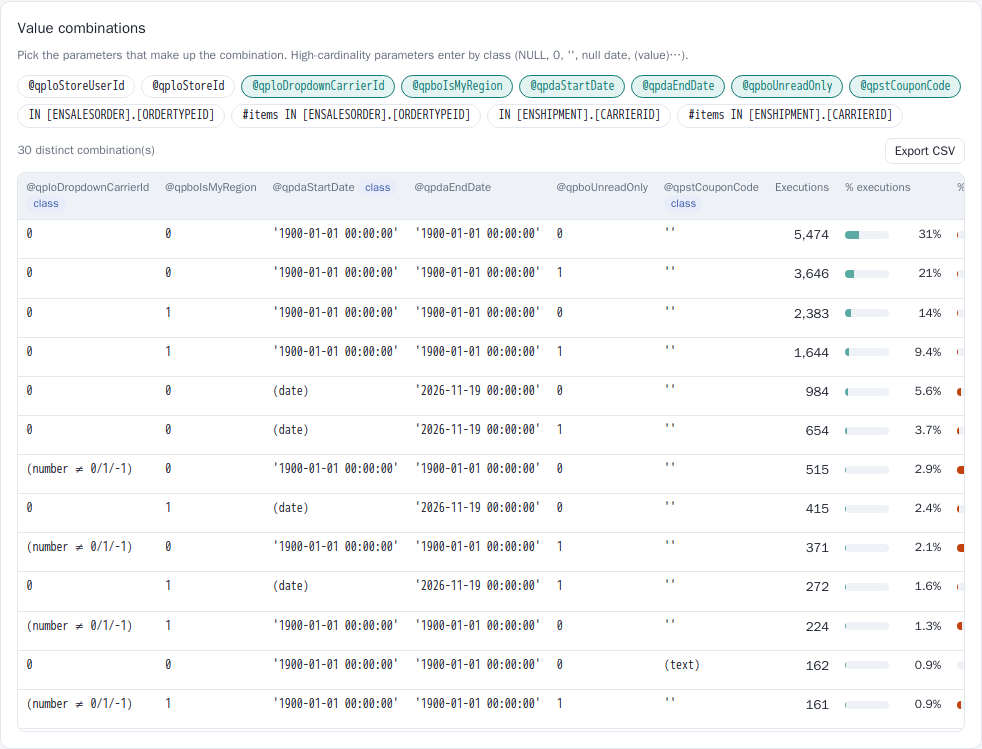 Value combinations
Pick the parameters that make up the combination. High-cardinality parameters enter by class (NULL, 0, '', null date, (value)…).
@qploStoreUserId @qploStoreId @qploDropdownCarrierId @qpboIsMyRegion @qpdaStartDate @qpdaEndDate @qpboUnreadOnly @qpstCouponCode
IN [ENSALESORDER].[ORDERTYPEID] #items IN [ENSALESORDER].[ORDERTYPEID] IN [ENSHIPMENT].[CARRIERID] #items IN [ENSHIPMENT].[CARRIERID]
30 distinct combination(s) Export CSV
@qploDropdownCarrierId @qpboIsMyRegion @qpdaStartDate class @qpdaEndDate @qpboUnreadOnly @qpstCouponCode Executions % executions %
class class
0 0 '1900-01-01 00:00:00' '1900-01-01 00:00:00' 0 '' 5,474 31%
0 0 '1900-01-01 00:00:00' '1900-01-01 00:00:00' 1 '' 3,646 21%
0 1 '1900-01-01 00:00:00' '1900-01-01 00:00:00' 0 '' 2,383 14%
0 1 '1900-01-01 00:00:00' '1900-01-01 00:00:00' 1 '' 1,644 9.4%
0 0 (date) '2026-11-19 00:00:00' 0 '' 984 5.6%
0 0 (date) '2026-11-19 00:00:00' 1 '' 654 3.7%
(number ≠ 0/1/-1) 0 '1900-01-01 00:00:00' '1900-01-01 00:00:00' 0 '' 515 2.9%
0 1 (date) '2026-11-19 00:00:00' 0 '' 415 2.4%
(number ≠ 0/1/-1) 0 '1900-01-01 00:00:00' '1900-01-01 00:00:00' 1 '' 371 2.1%
0 1 (date) '2026-11-19 00:00:00' 1 '' 272 1.6%
(number ≠ 0/1/-1) 1 '1900-01-01 00:00:00' '1900-01-01 00:00:00' 0 '' 224 1.3%
0 0 '1900-01-01 00:00:00' '1900-01-01 00:00:00' 0 (text) 162 0.9%
(number ≠ 0/1/-1) 1 '1900-01-01 00:00:00' '1900-01-01 00:00:00' 1 '' 161 0.9%